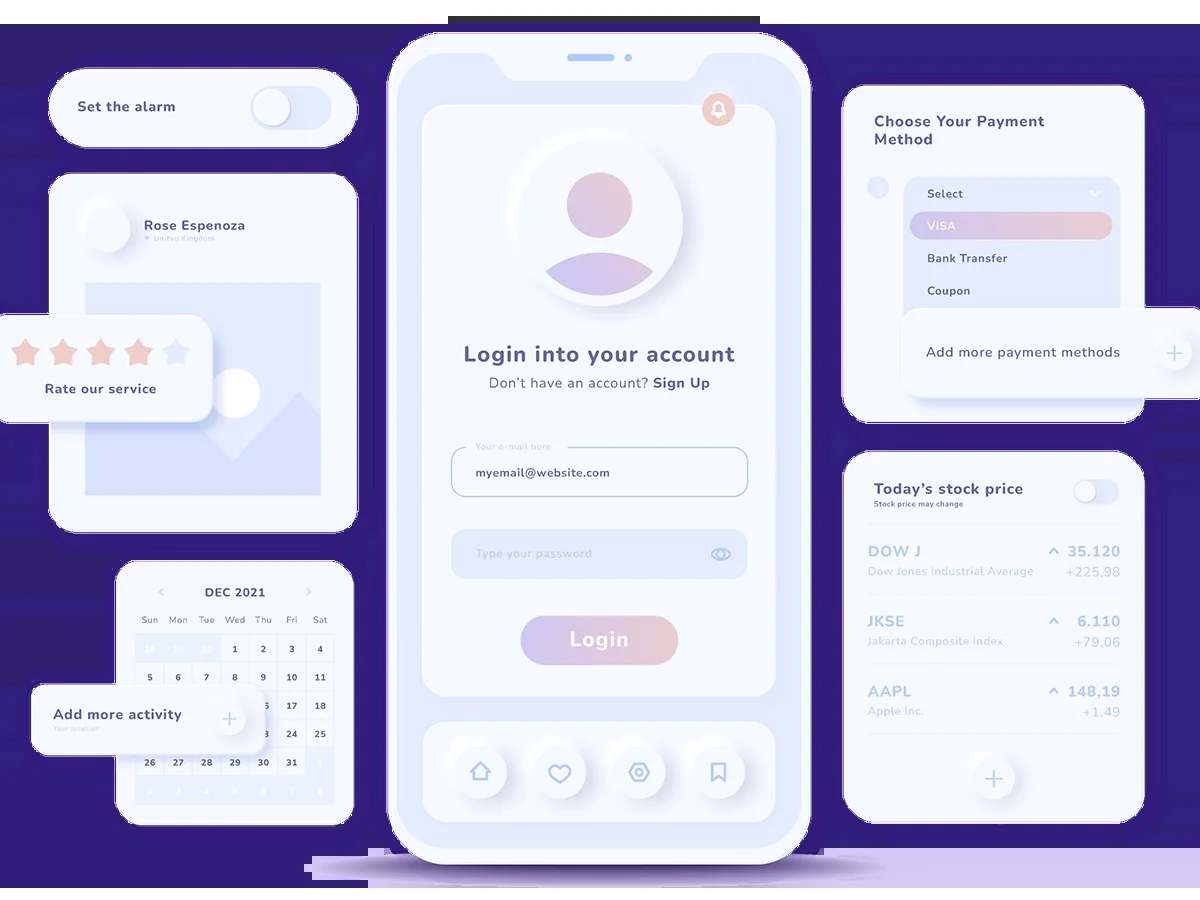 Set the alarm
Rose Espenoza
United Kingdom
Rate our service
DEC 2021
Sun Mon Tue Wed Thu Fri Sat
28 29 30 1 2 3 4
5 6 7 8 9 10 11
17 18
24 25
26 27 28 29 30 31 1
2 3 4 5 6 7 8
Add more activity
Your location
Login into your account
Don't have an account? Sign Up
Your e-mail here
myemail@website.com
Type your password
Login
Choose Your Payment
Method
Select
VISA
Bank Transfer
Coupon
Add more payment methods
Today's stock price
Stock price may change
DOW J 35.120
Dow Jones Industrial Average +225,98
JKSE 6.110
Jakarta Composite Index +79,06
AAPL 148,19
Apple Inc. +1,49